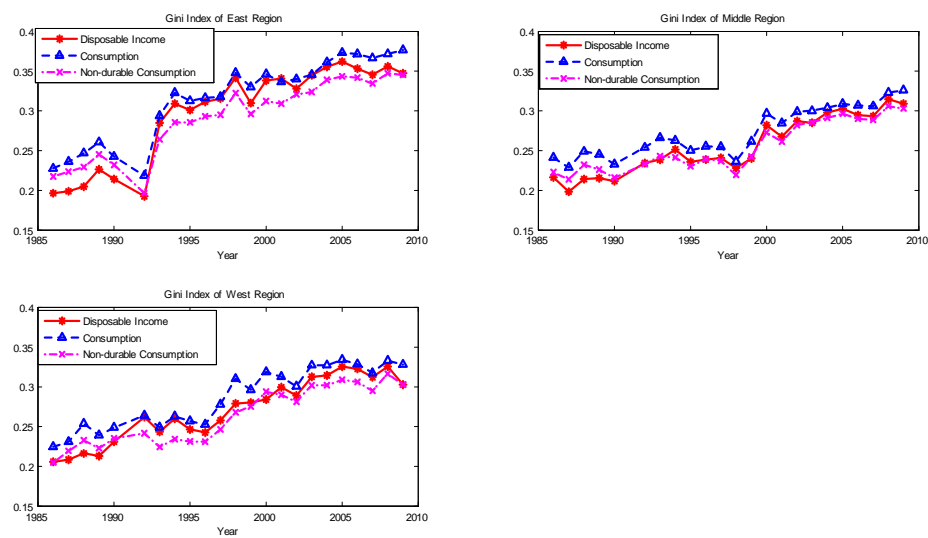 Gini Index of East Region
0.4
0.35
0.3
0.25
0.2
0.15
Disposable Income
Consumption
Non-durable Consumption
1985 1990 1995 2000 2005 2010
Year
Gini Index of Middle Region
0.4
0.35
0.3
0.25
0.2
0.15
Disposable Income
Consumption
Non-durable Consumption
1985 1990 1995 2000 2005 2010
Year
Gini Index of West Region
0.4
0.35
0.3
0.25
0.2
0.15
Disposable Income
Consumption
Non-durable Consumption
1985 1990 1995 2000 2005 2010
Year